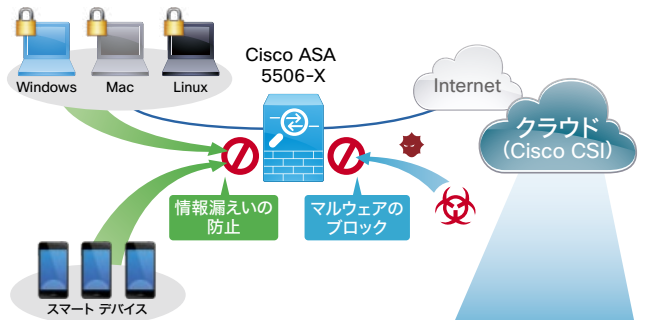 Cisco ASA
5506-X
Windows
Mac
Linux
Internet
クラウド
(Cisco CSI)
情報漏えいの
防止
マルウェアの
ブロック
スマート デバイス